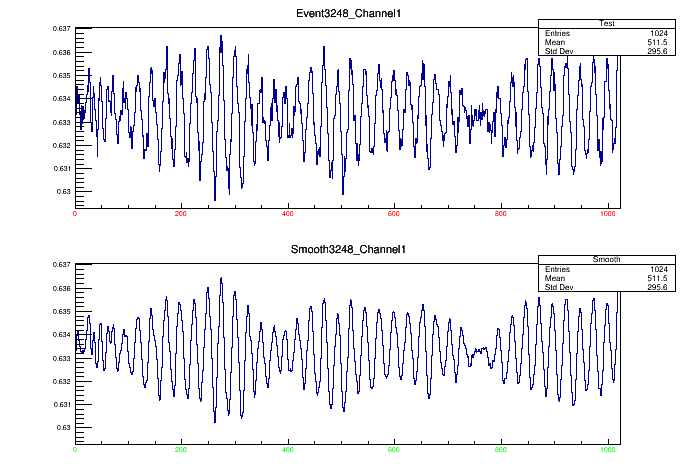 Event3248_Channel1
Test
Entries 1024
Mean 511.5
Std Dev 295.6
0.637
0.636
0.635
0.634
0.633
0.632
0.631
0.63
0 200 400 600 800 1000
Smooth3248_Channel1
Smooth
Entries 1024
Mean 511.5
Std Dev 295.6
0.637
0.636
0.635
0.634
0.633
0.632
0.631
0.63
0 200 400 600 800 1000